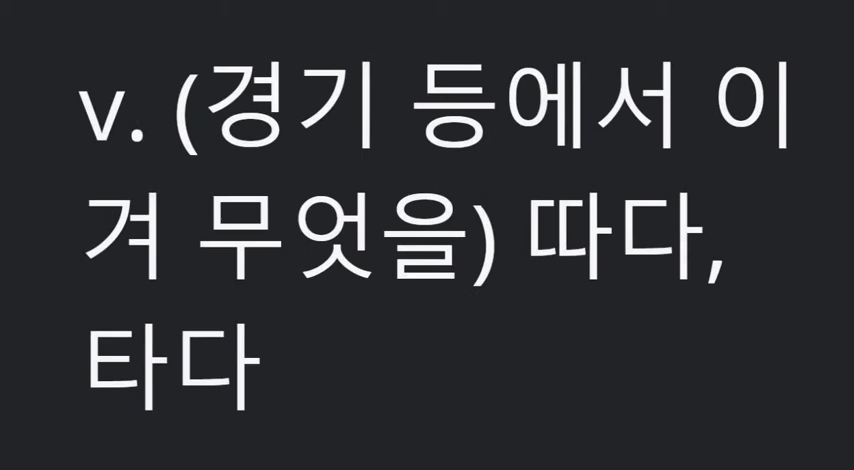 v. (경기 등에서 이
겨 무엇을) 따다,
타다